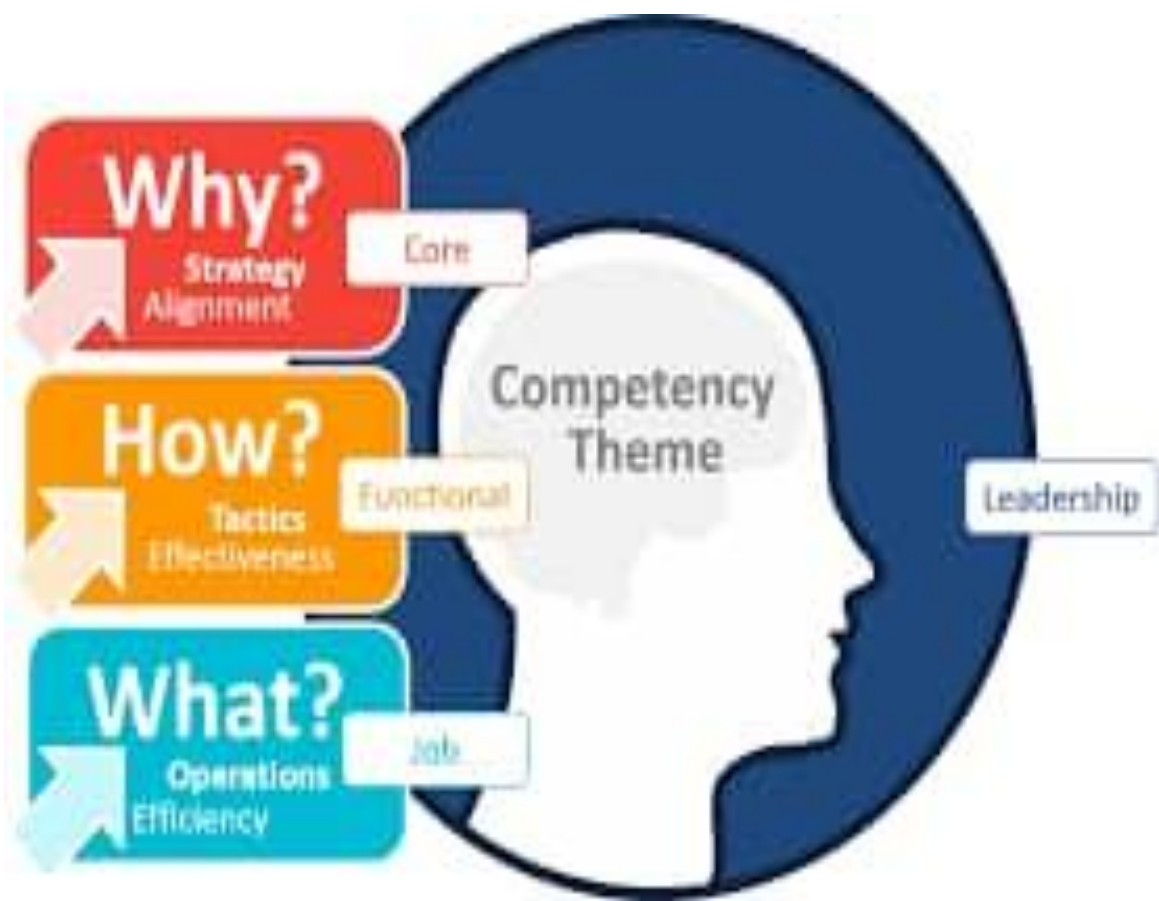 Why?
Strategy
Alignment
Core
How?
Tactics
Effectiveness
Functional
What?
Operations
Efficiency
Job
Competency
Theme
Leadership